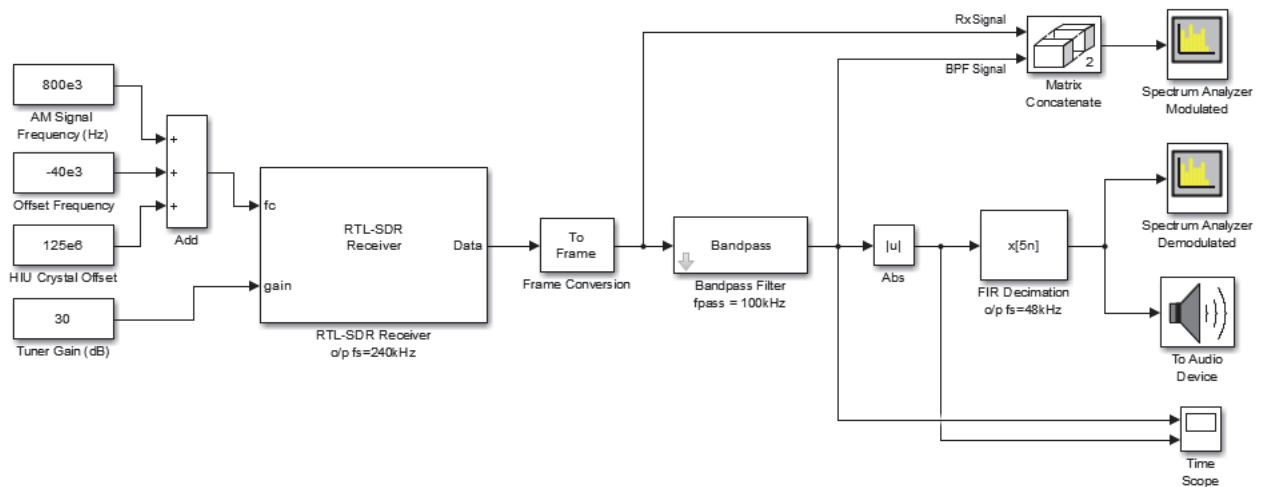 RxSignal
BPF Signal
2
Matrix
Concatenate
Spectrum Analyzer
Modulated
800e3
AM Signal
Frequency (Hz)
-40e3
Offset Frequency
125e6
HIU Crystal Offset
30
Tuner Gain (dB)
+
+
+
Add
fc
gain
RTL-SDR
Receiver
Data
RTL-SDR Receiver
o/p fs=240kHz
To
Frame
Frame Conversion
Bandpass
Bandpass Filter
fpass = 100kHz
|u|
Abs
x[5n]
FIR Decimation
o/p fs=48kHz
Spectrum Analyzer
Demodulated
To Audio
Device
Time
Scope